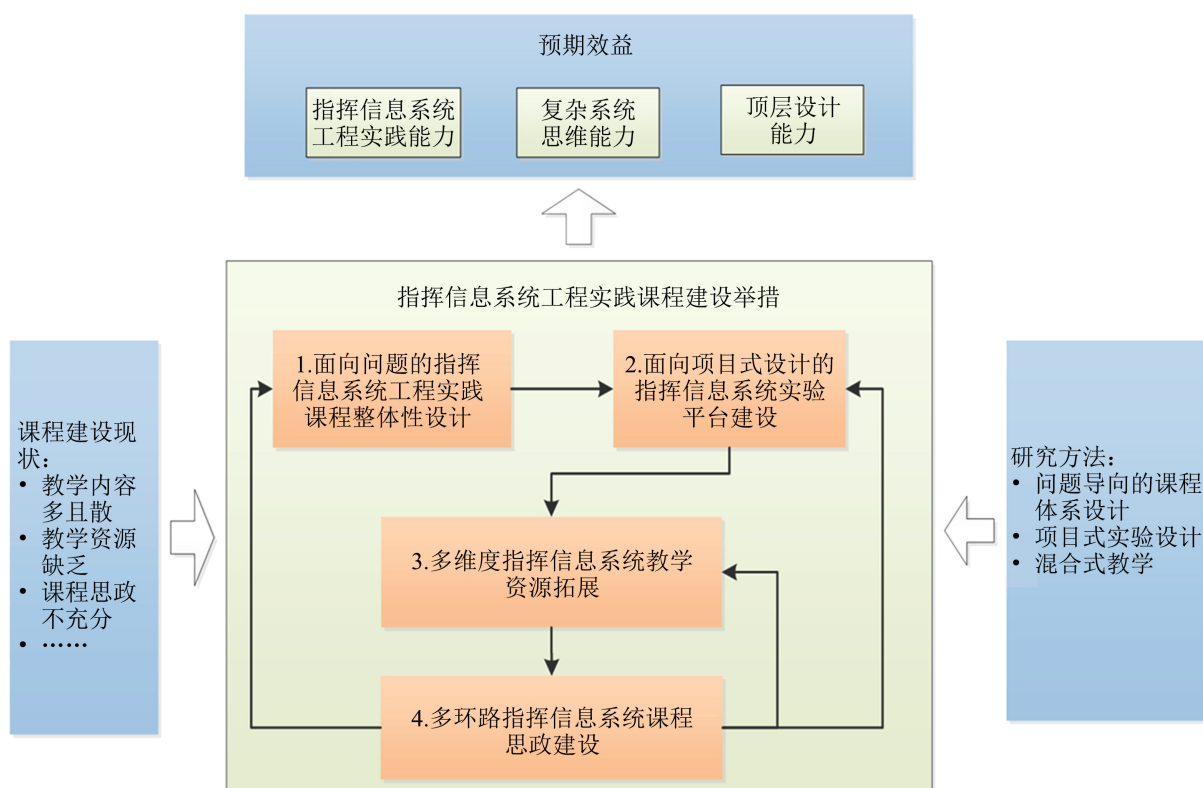 预期效益
指挥信息系统
工程实践能力
复杂系统
思维能力
顶层设计
能力
指挥信息系统工程实践课程建设举措
1.面向问题的指挥
信息系统工程实践
课程整体性设计
2.面向项目式设计的
指挥信息系统实验
平台建设
3.多维度指挥信息系统教学
资源拓展
4.多环路指挥信息系统课程
思政建设
课程建设现
状：
• 教学内容
多且散
• 教学资源
缺乏
• 课程思政
不充分
• ……
研究方法：
• 问题导向的课程
体系设计
• 项目式实验设计
• 混合式教学